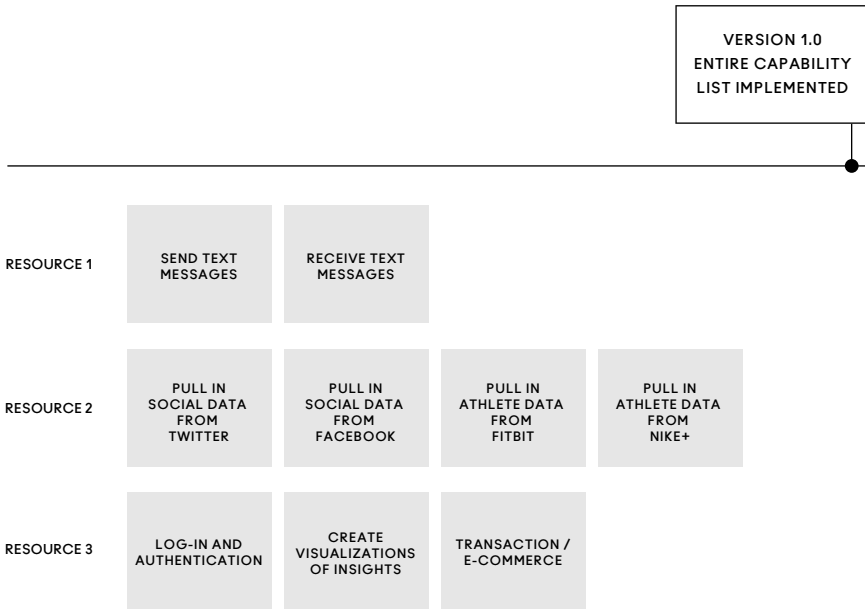 VERSION 1.0
ENTIRE CAPABILITY
LIST IMPLEMENTED
RESOURCE 1
SEND TEXT
MESSAGES
RECEIVE TEXT
MESSAGES
RESOURCE 2
PULL IN
SOCIAL DATA
FROM
TWITTER
PULL IN
SOCIAL DATA
FROM
FACEBOOK
PULL IN
ATHLETE DATA
FROM
FITBIT
PULL IN
ATHLETE DATA
FROM
NIKE+
RESOURCE 3
LOG-IN AND
AUTHENTICATION
CREATE
VISUALIZATIONS
OF INSIGHTS
TRANSACTION /
E-COMMERCE